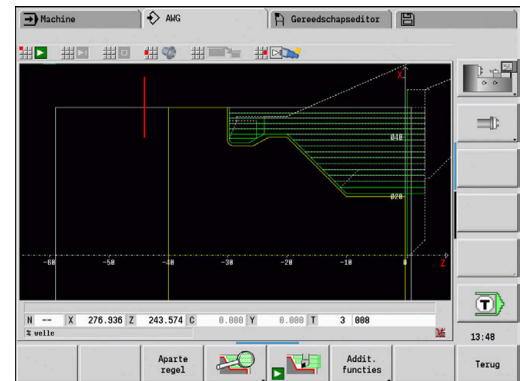 Machine AWG Gereedschapseditor
X
Ø40
Ø20
-60 -50 -40 -30 -20 -10 0 Z
N -- X 276.936 Z 243.574 C 0.000 Y 0.000 T 3 008
% welle
13:48
Aparte regel
Addit. functies
Terug
T